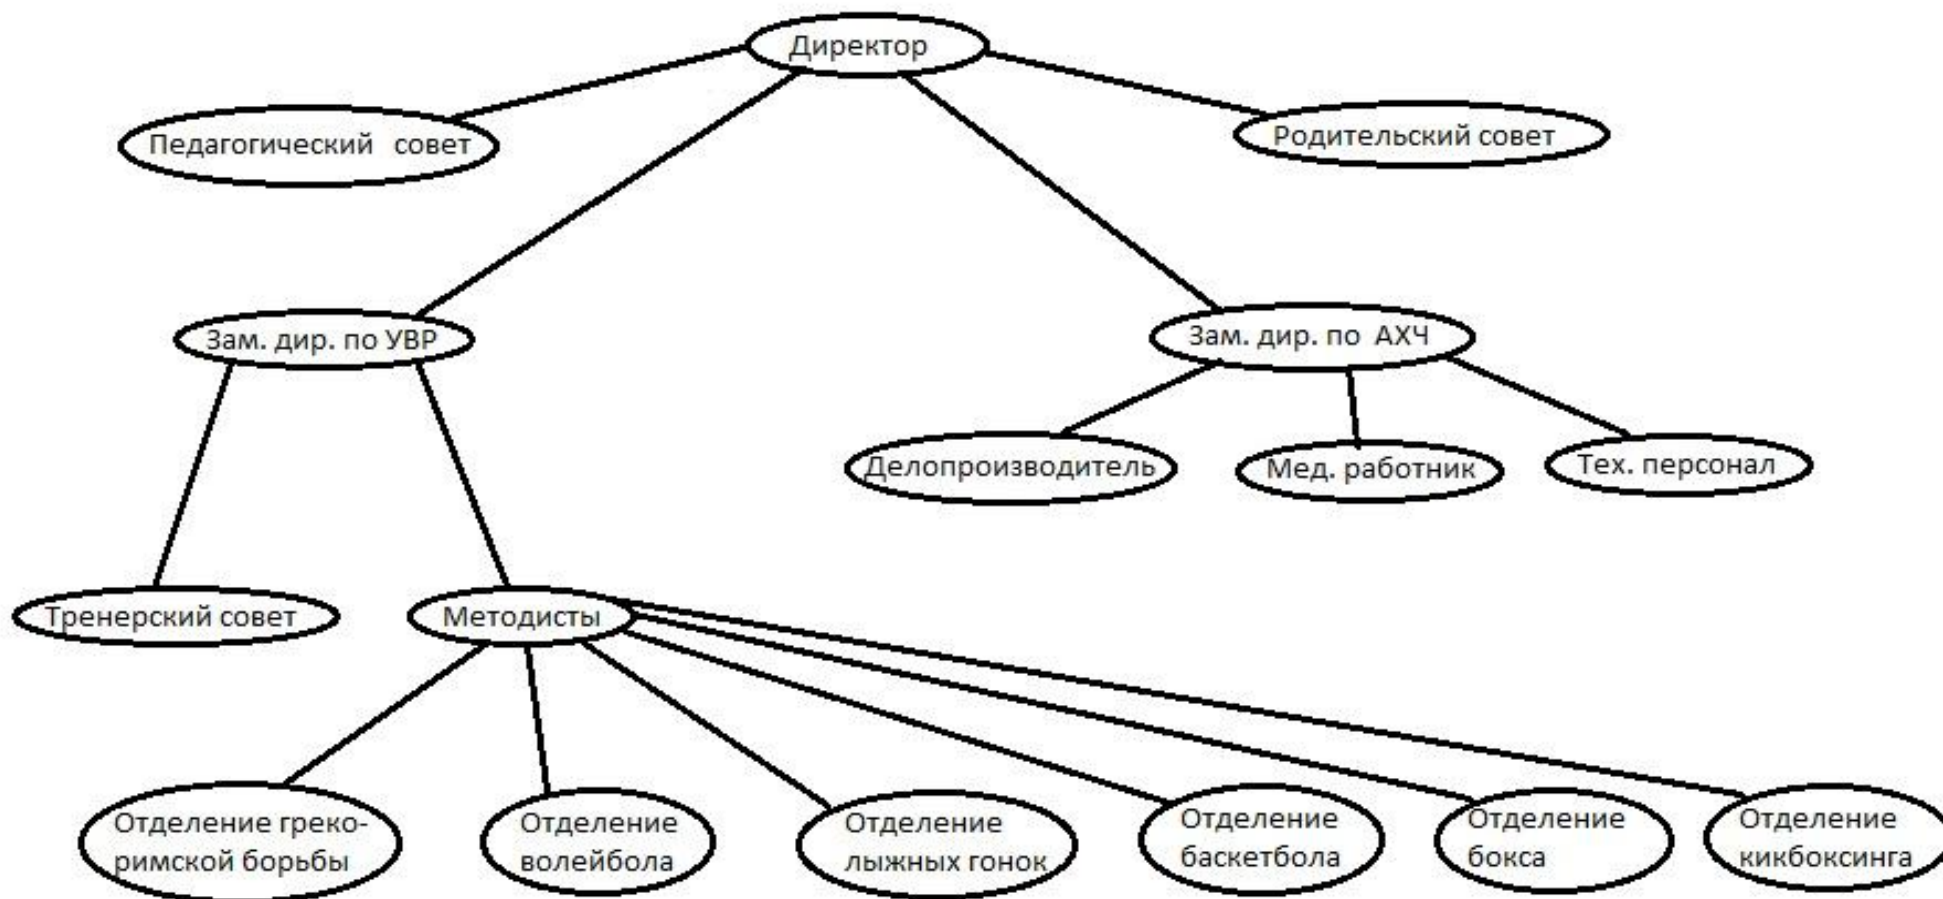 Директор
Педагогический совет
Родительский совет
Зам. дир. по УВР
Зам. дир. по АХЧ
Делопроизводитель
Мед. работник
Тех. персонал
Тренерский совет
Методисты
Отделение греко-
римской борьбы
Отделение
волейбола
Отделение
лыжных гонок
Отделение
баскетбола
Отделение
бокса
Отделение
кикбоксинга